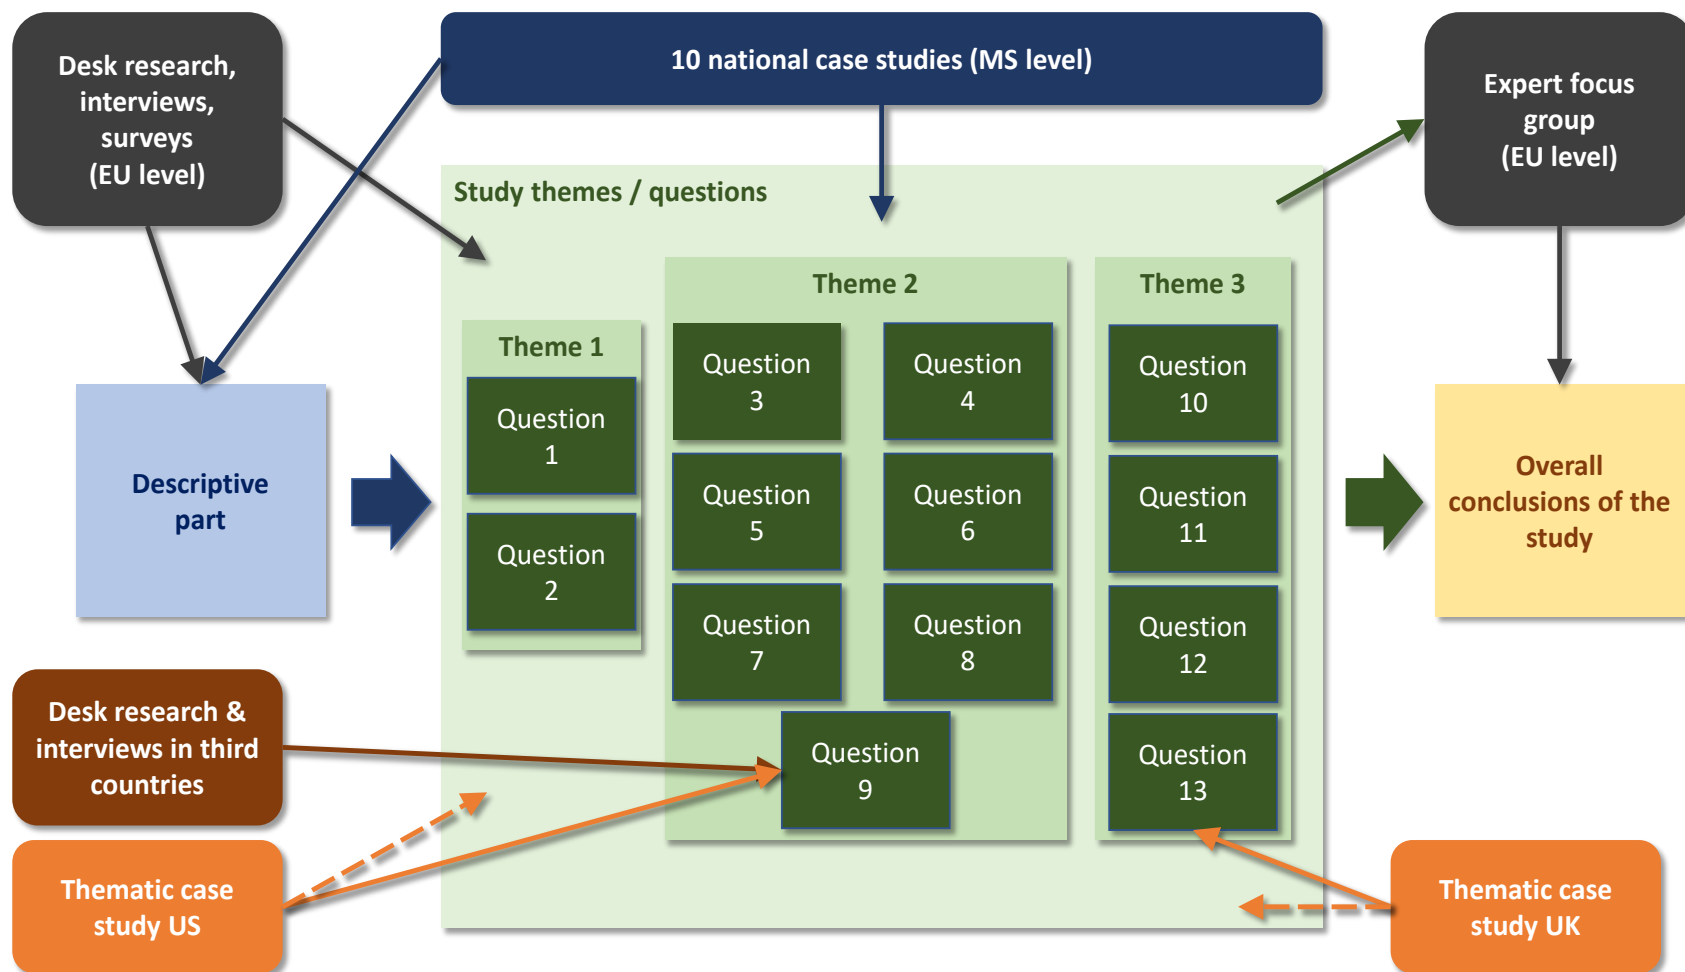 Desk research,
interviews,
surveys
(EU level)
10 national case studies (MS level)
Expert focus
group
(EU level)
Study themes / questions
Theme 1
Question
1
Question
2
Theme 2
Question
3
Question
4
Question
5
Question
6
Question
7
Question
8
Question
9
Theme 3
Question
10
Question
11
Question
12
Question
13
Descriptive
part
Overall
conclusions of the
study
Desk research &
interviews in third
countries
Thematic case
study US
Thematic case
study UK